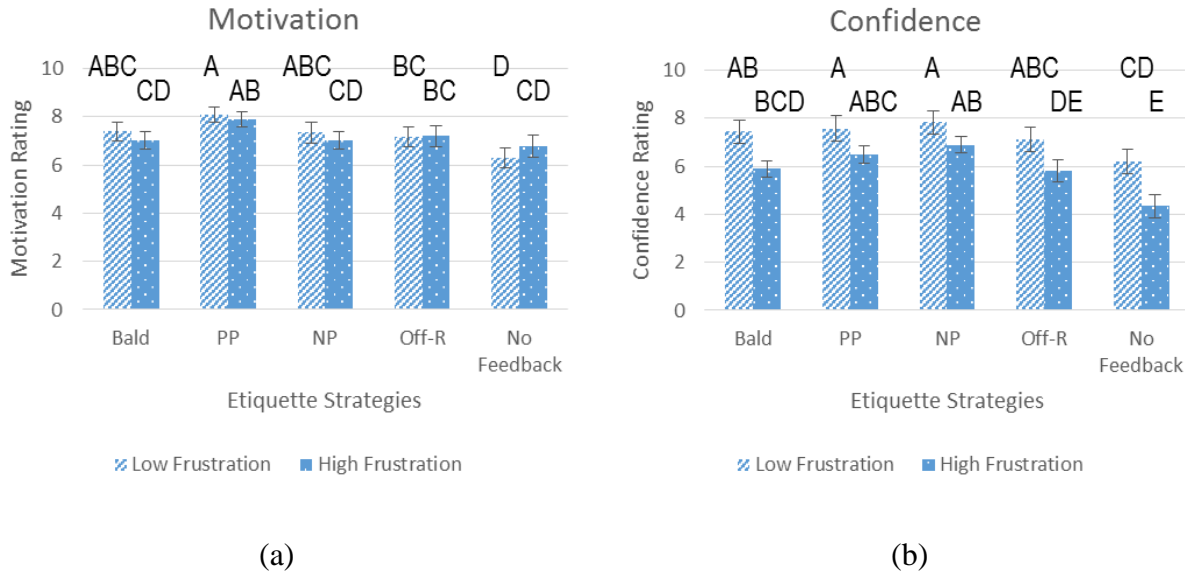 Motivation
10
8
6
4
2
0
Motivation Rating
ABC
CD
A
AB
ABC
CD
BC
BC
D
CD
Bald
PP
NP
Off-R
No
Feedback
Etiquette Strategies
Low Frustration
High Frustration
(a)
Confidence
10
8
6
4
2
0
Confidence Rating
AB
BCD
A
ABC
A
AB
ABC
DE
CD
E
Bald
PP
NP
Off-R
No
Feedback
Etiquette Strategies
Low Frustration
High Frustration
(b)